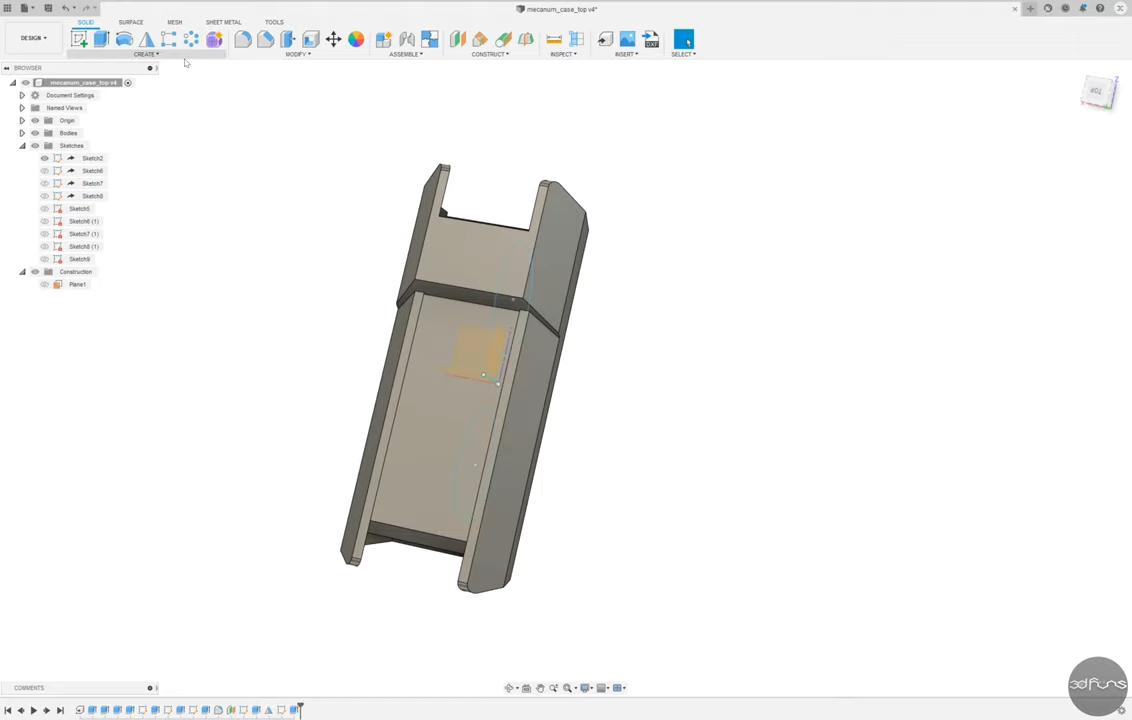 mecanum_case_top v4*
SOLID
SURFACE
MESH
SHEET METAL
TOOLS
DESIGN
CREATE
MODIFY
ASSEMBLE
CONSTRUCT
INSPECT
INSERT
SELECT
DXF
BROWSER
mecanum_case_top v4
Document Settings
Named Views
Origin
Bodies
Sketches
Sketch2
Sketch6
Sketch7
Sketch8
Sketch5
Sketch6 (1)
Sketch7 (1)
Sketch8 (1)
Sketch9
Construction
Plane1
TOP
COMMENTS
3dfuns